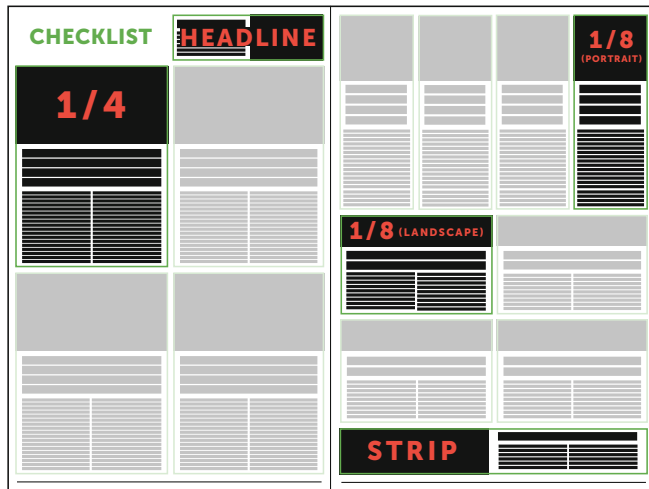 CHECKLIST
HEADLINE
1/4
1/8
(PORTRAIT)
1/8 (LANDSCAPE)
STRIP